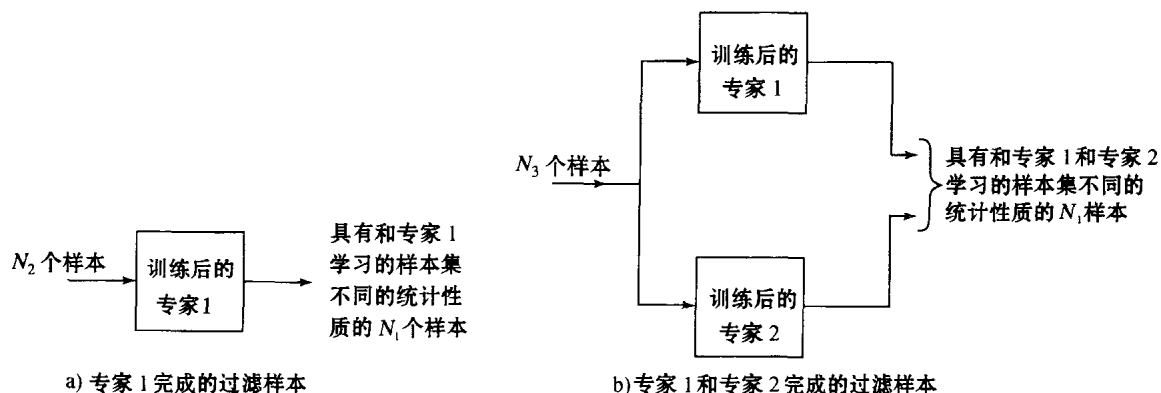 N₂ 个样本
训练后的
专家1
具有和专家 1
学习的样本集
不同的统计性
质的 N₁ 个样本
a) 专家 1 完成的过滤样本
N₃ 个样本
训练后的
专家 1
训练后的
专家 2
具有和专家 1 和专家 2
学习的样本集不同的
统计性质的 N₁ 样本
b) 专家 1 和专家 2 完成的过滤样本